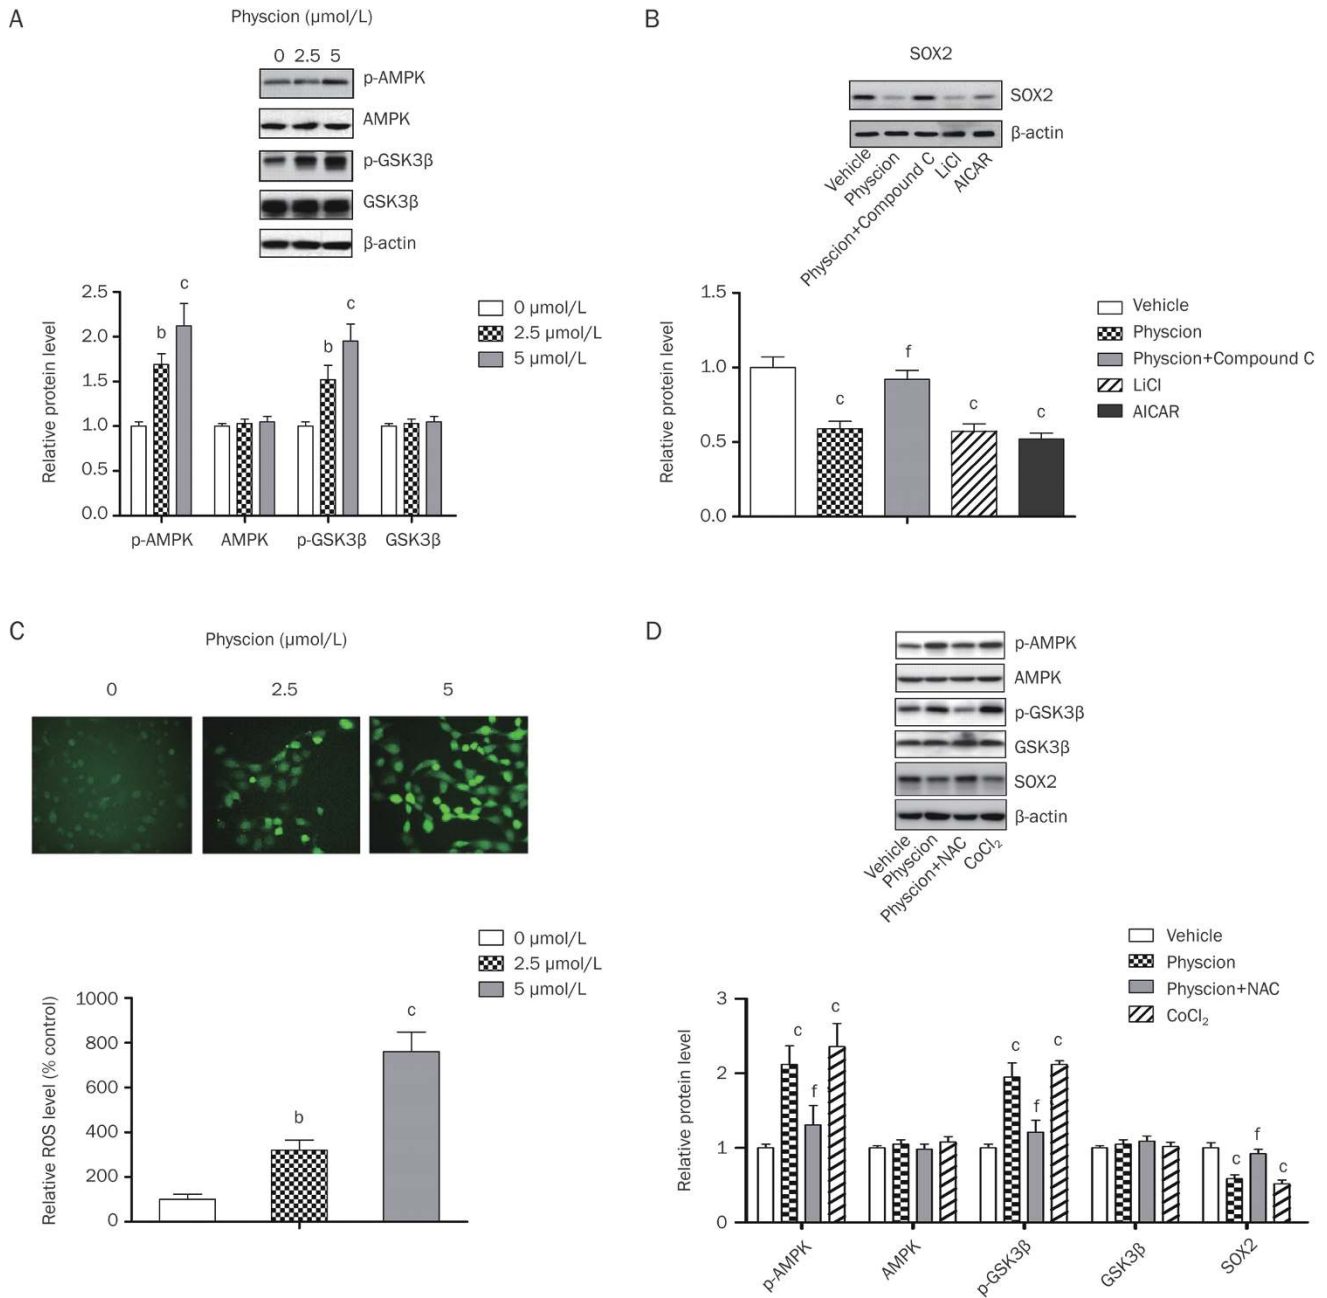 A
Physcion (µmol/L)
0 2.5 5
p-AMPK
AMPK
p-GSK3β
GSK3β
β-actin
Relative protein level
2.5
2.0
1.5
1.0
0.5
0.0
b
c
b
c
p-AMPK AMPK p-GSK3β GSK3β
0 µmol/L
2.5 µmol/L
5 µmol/L
B
SOX2
SOX2
β-actin
Vehicle
Physcion
Physcion+Compound C
LiCl
AICAR
Relative protein level
1.5
1.0
0.5
0.0
c
f
c
c
Vehicle
Physcion
Physcion+Compound C
LiCl
AICAR
C
Physcion (µmol/L)
0 2.5 5
0 µmol/L
2.5 µmol/L
5 µmol/L
Relative ROS level (% control)
1000
800
600
400
200
0
b
c
D
p-AMPK
AMPK
p-GSK3β
GSK3β
SOX2
β-actin
Vehicle
Physcion
Physcion+NAC
CoCl₂
Vehicle
Physcion
Physcion+NAC
CoCl₂
Relative protein level
3
2
1
0
c
f
c
c
f
c
c
f
c
p-AMPK
AMPK
p-GSK3β
GSK3β
SOX2